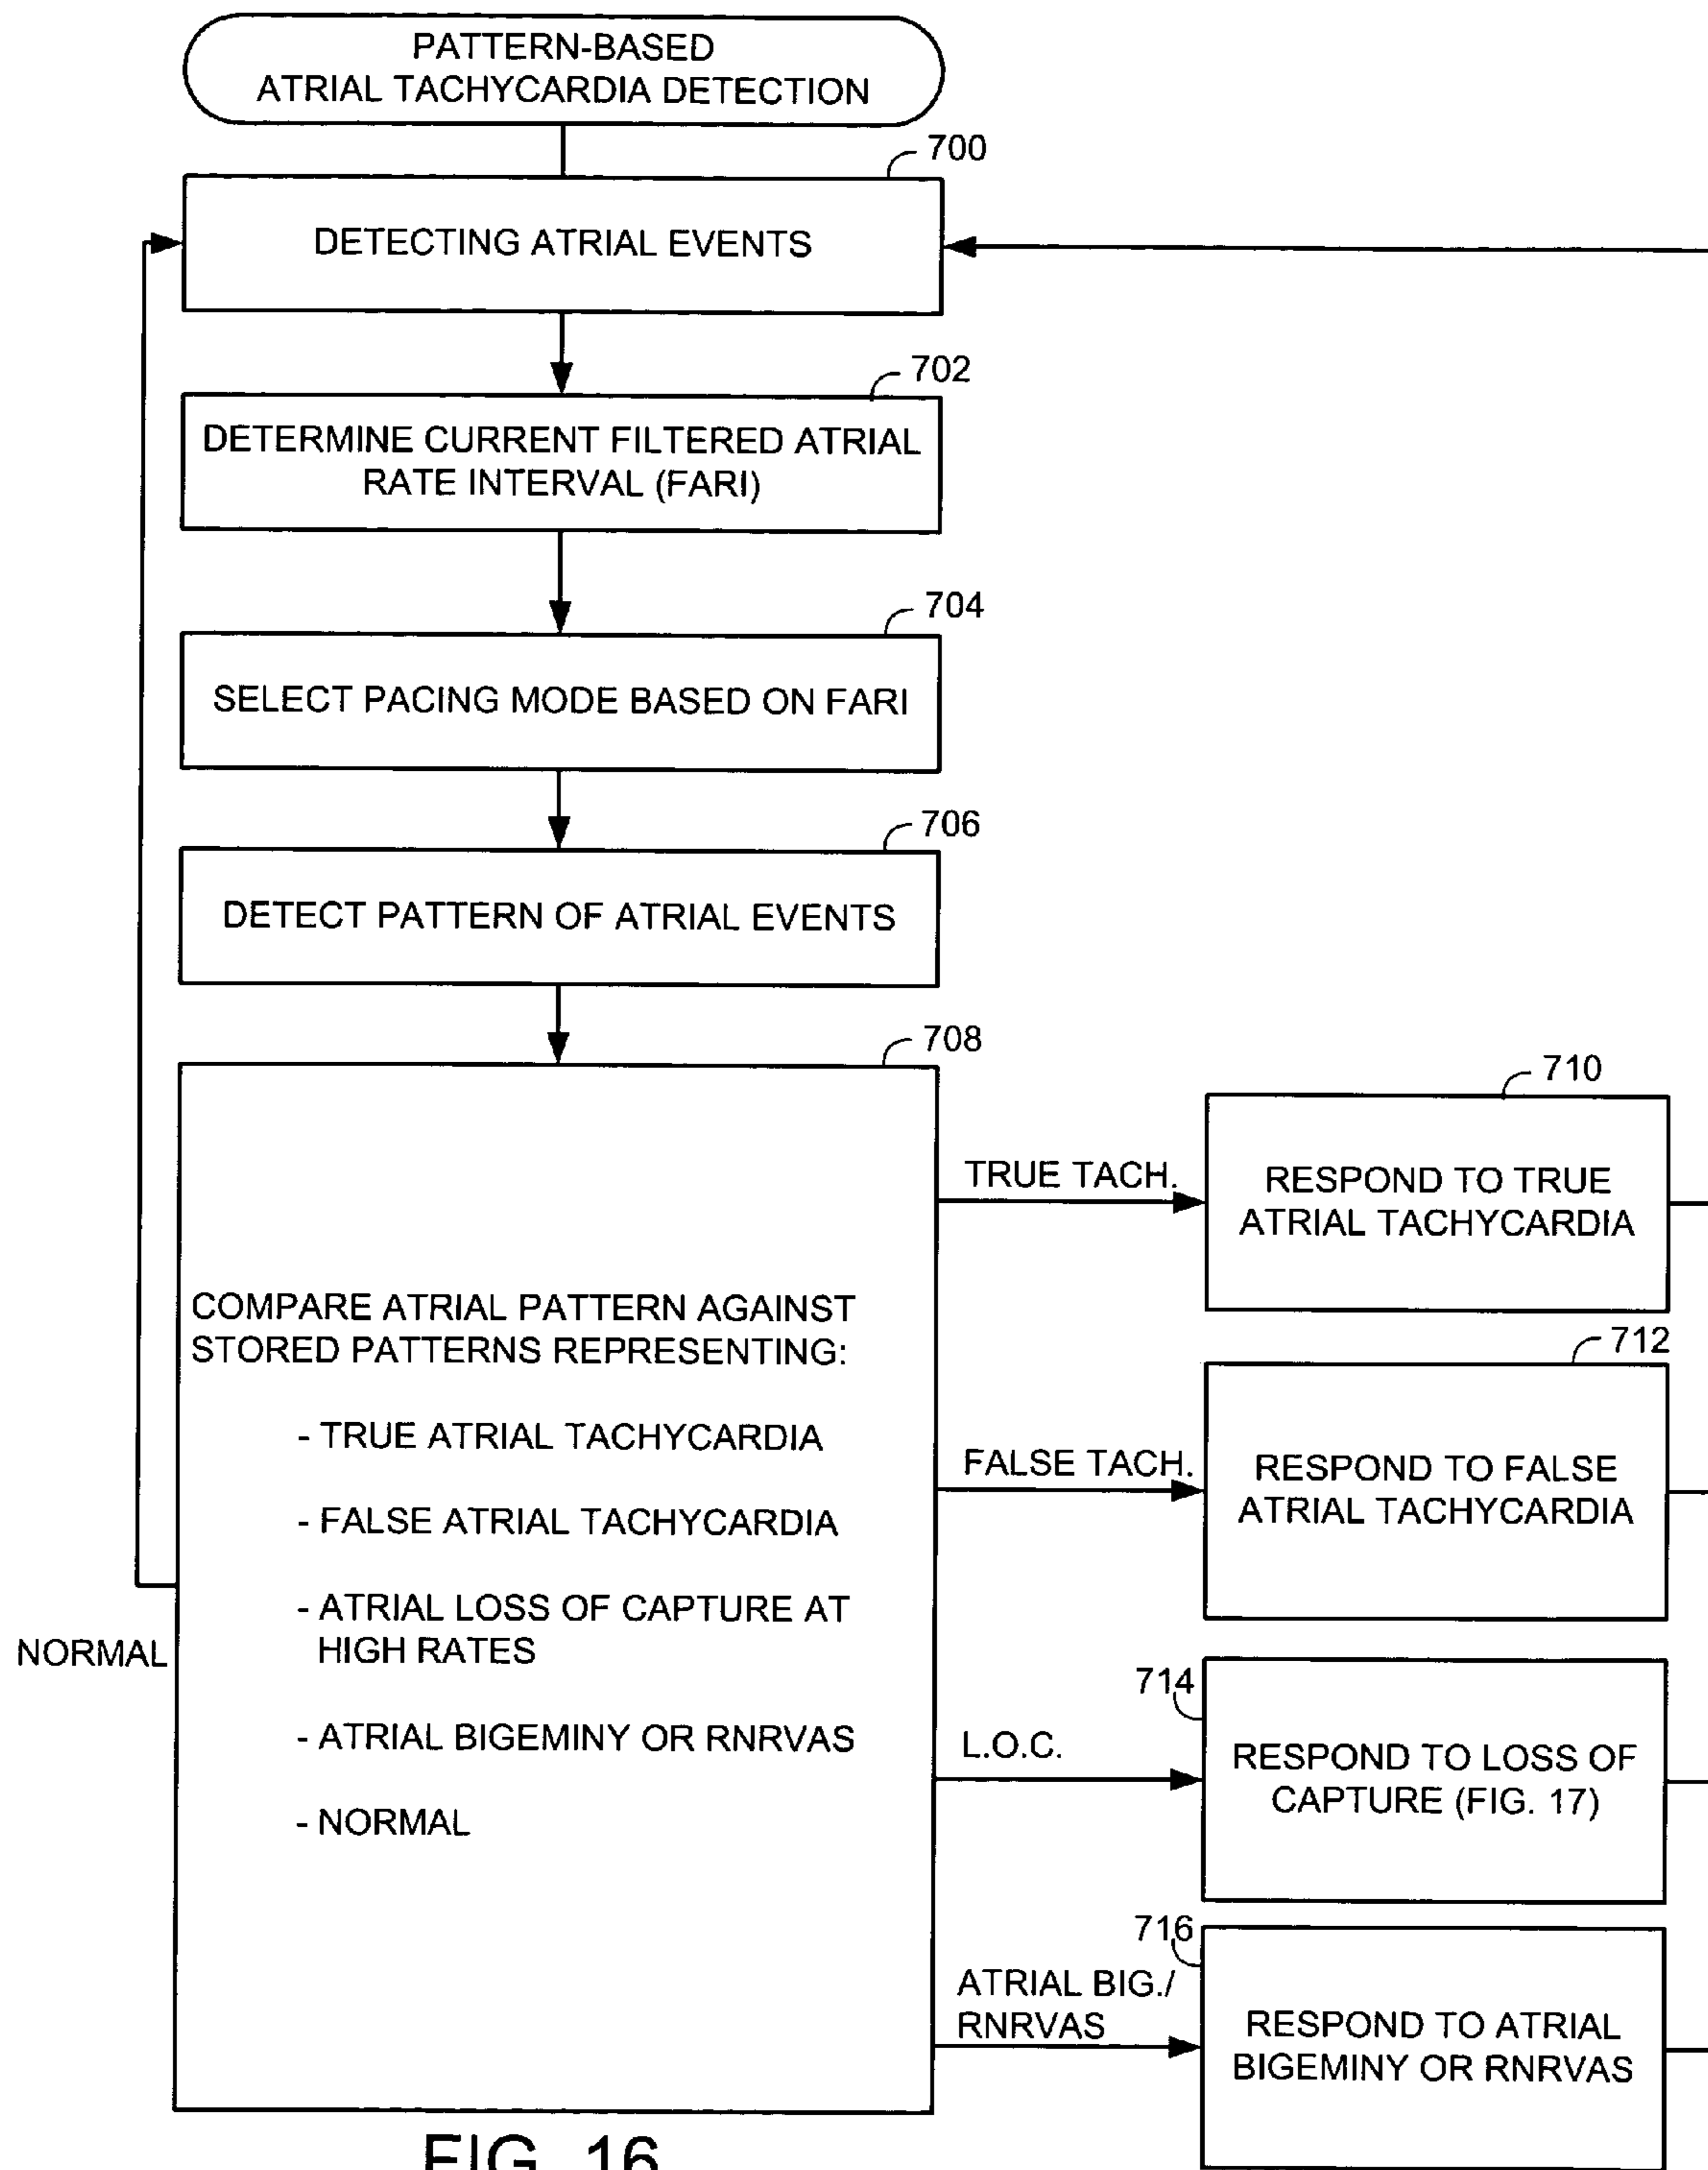 PATTERN-BASED
ATRIAL TACHYCARDIA DETECTION
700
DETECTING ATRIAL EVENTS
702
DETERMINE CURRENT FILTERED ATRIAL
RATE INTERVAL (FARI)
704
SELECT PACING MODE BASED ON FARI
706
DETECT PATTERN OF ATRIAL EVENTS
708
COMPARE ATRIAL PATTERN AGAINST
STORED PATTERNS REPRESENTING:
- TRUE ATRIAL TACHYCARDIA
- FALSE ATRIAL TACHYCARDIA
- ATRIAL LOSS OF CAPTURE AT
HIGH RATES
- ATRIAL BIGEMINY OR RNRVAS
- NORMAL
NORMAL
TRUE TACH.
710
RESPOND TO TRUE
ATRIAL TACHYCARDIA
FALSE TACH.
712
RESPOND TO FALSE
ATRIAL TACHYCARDIA
L.O.C.
714
RESPOND TO LOSS OF
CAPTURE (FIG. 17)
ATRIAL BIG./
RNRVAS
716
RESPOND TO ATRIAL
BIGEMINY OR RNRVAS
FIG. 16